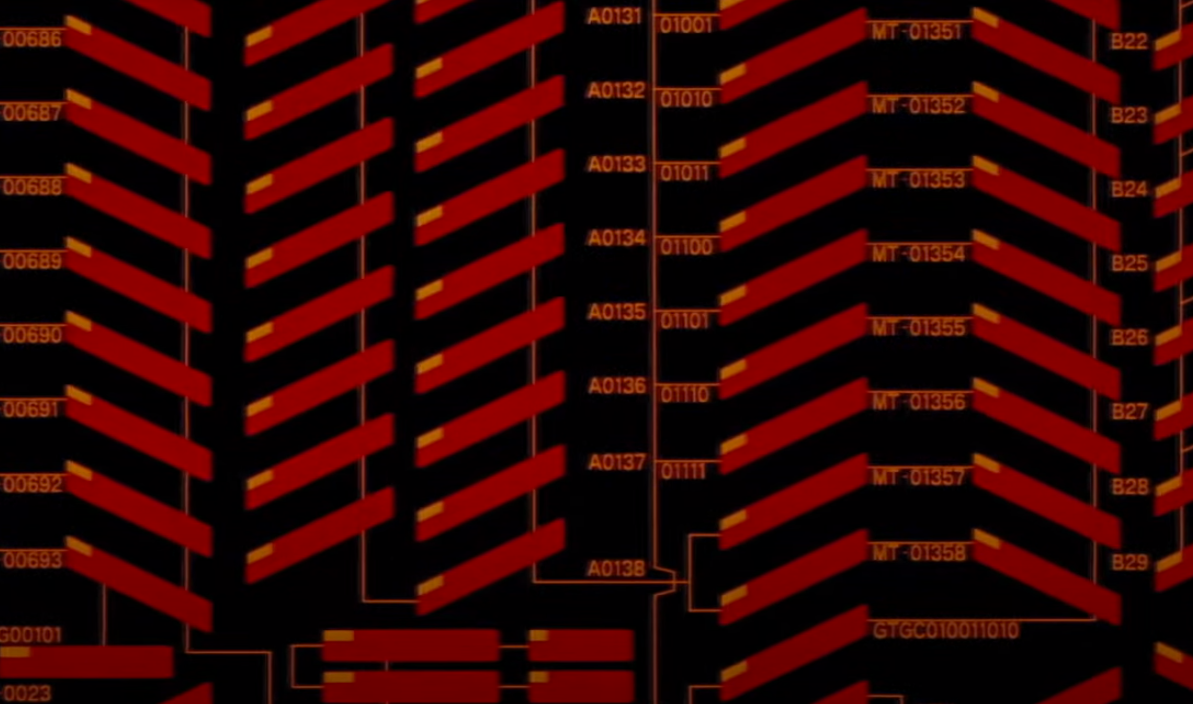 A0131
01001
00686
MT-01351
B22
A0132
01010
00687
MT-01352
B23
A0133
01011
00688
MT-01353
B24
A0134
01100
00689
MT-01354
B25
A0135
01101
00690
MT-01355
B26
A0136
01110
00691
MT-01356
B27
A0137
01111
00692
MT-01357
B28
00693
A0138
MT-01358
B29
G00101
GTGC010011010
0023